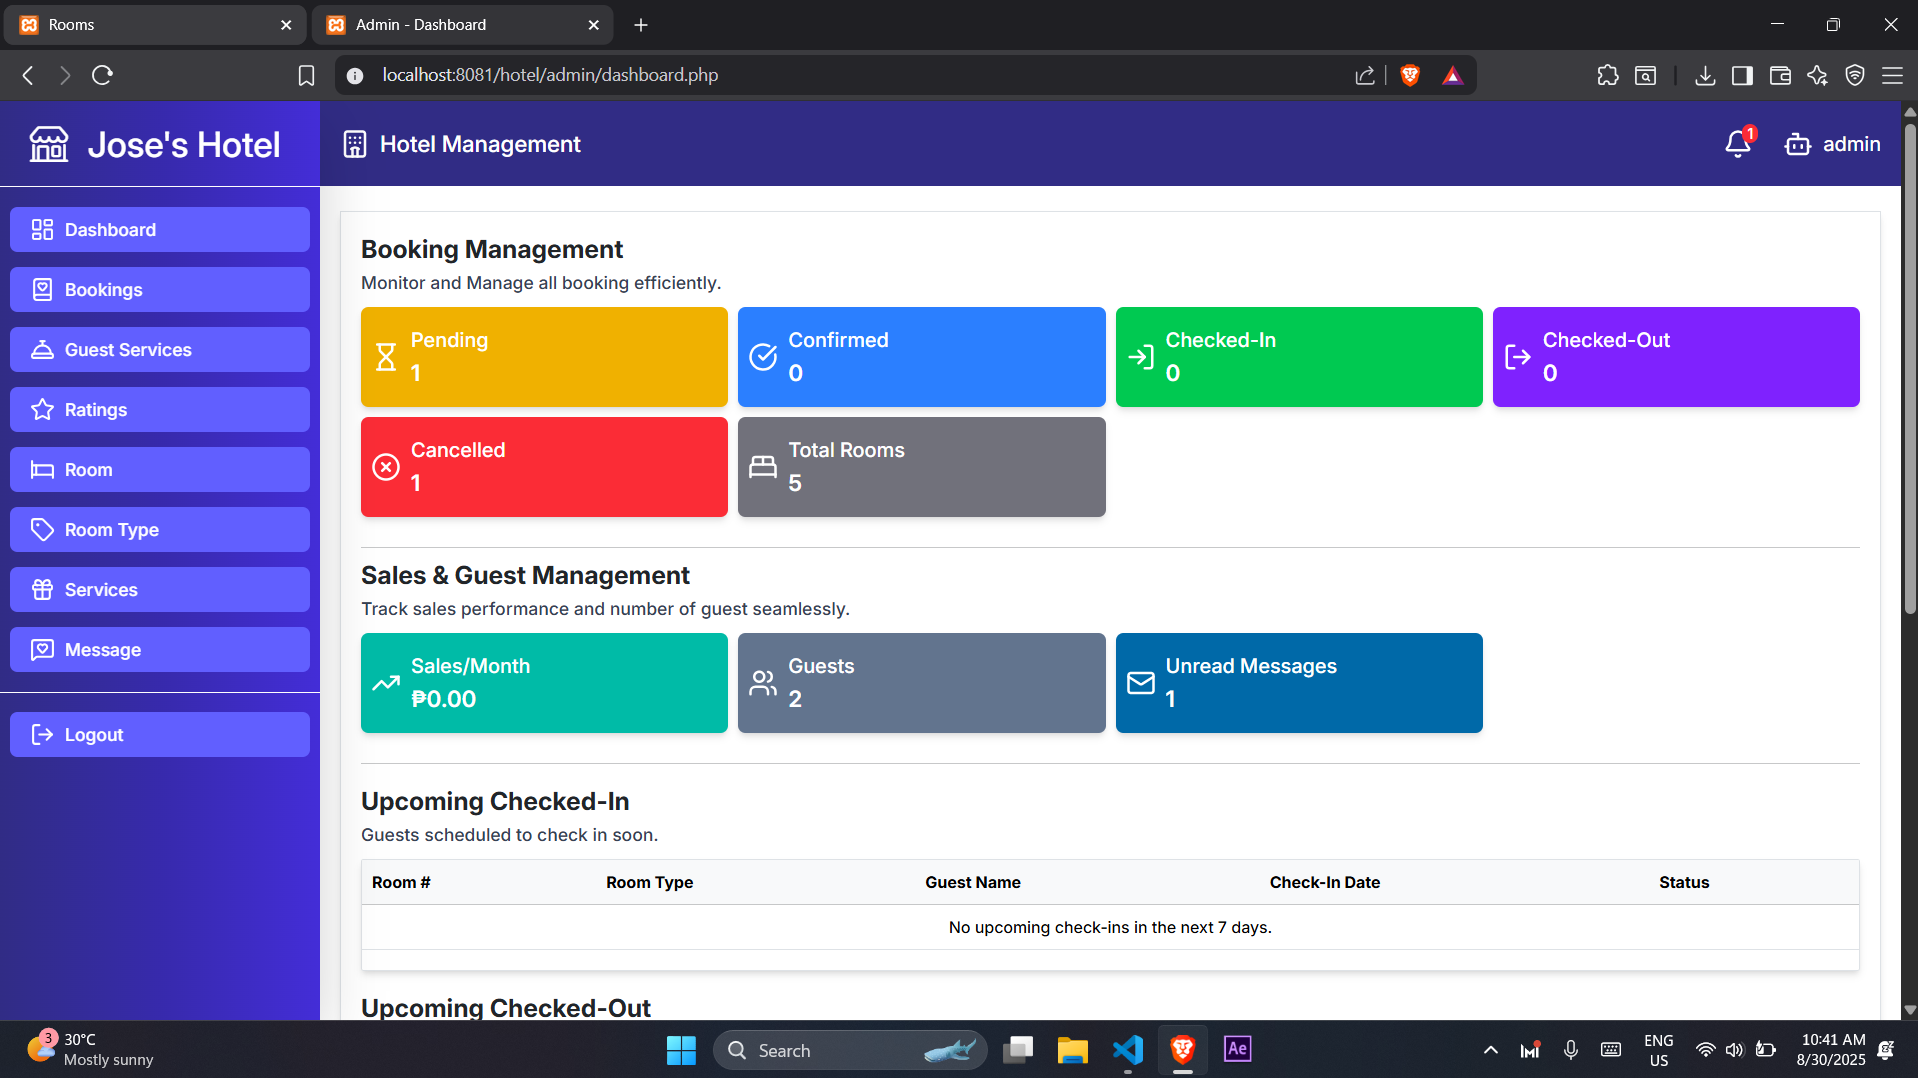 Rooms
Admin - Dashboard
localhost:8081/hotel/admin/dashboard.php
Jose's Hotel
Hotel Management
1
admin
Dashboard
Bookings
Guest Services
Ratings
Room
Room Type
Services
Message
Logout
Booking Management
Monitor and Manage all booking efficiently.
Pending
1
Confirmed
0
Checked-In
0
Checked-Out
0
Cancelled
1
Total Rooms
5
Sales & Guest Management
Track sales performance and number of guest seamlessly.
Sales/Month
₱0.00
Guests
2
Unread Messages
1
Upcoming Checked-In
Guests scheduled to check in soon.
Room # Room Type Guest Name Check-In Date Status
No upcoming check-ins in the next 7 days.
Upcoming Checked-Out
3
30°C
Mostly sunny
Search
Ae
ENG
US
10:41 AM
8/30/2025